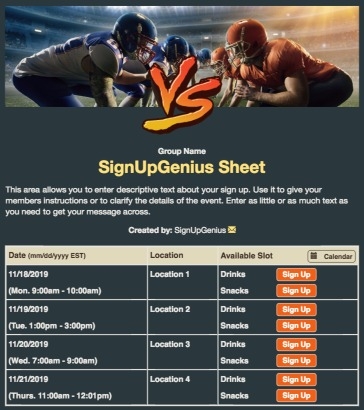 VS
Group Name
SignUpGenius Sheet
This area allows you to enter descriptive text about your sign up. Use it to give your
members instructions or to clarify the details of the event. Enter as little or as much text as
you need to get your message across.
Created by: SignUpGenius
Date (mm/dd/yyyy EST) Location Available Slot Calendar
11/18/2019 Location 1 Drinks Sign Up
(Mon. 9:00am - 10:00am) Snacks Sign Up
11/19/2019 Location 2 Drinks Sign Up
(Tue. 1:00pm - 3:00pm) Snacks Sign Up
11/20/2019 Location 3 Drinks Sign Up
(Wed. 7:00am - 9:00am) Snacks Sign Up
11/21/2019 Location 4 Drinks Sign Up
(Thurs. 11:00am - 12:01pm) Snacks Sign Up